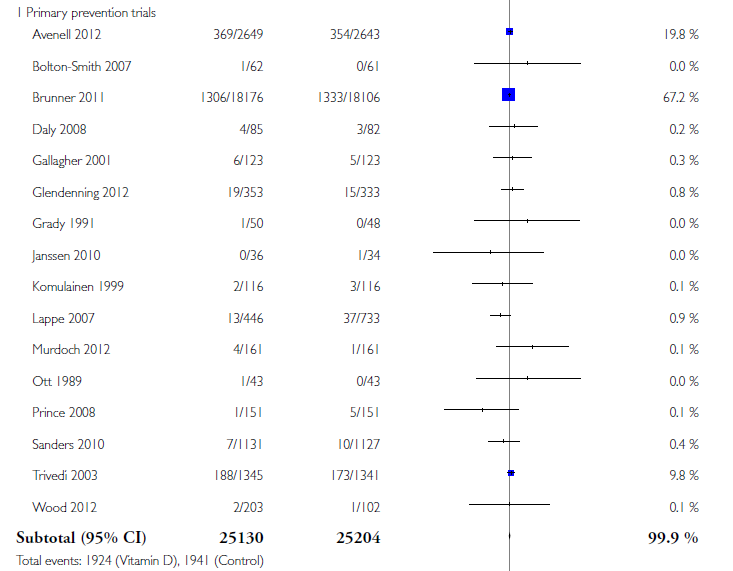 1 Primary prevention trials
Avenell 2012 369/2649 354/2643 19.8 %
Bolton-Smith 2007 1/62 0/61 0.0 %
Brunner 2011 1306/18176 1333/18106 67.2 %
Daly 2008 4/85 3/82 0.2 %
Gallagher 2001 6/123 5/123 0.3 %
Glendenning 2012 19/353 15/333 0.8 %
Grady 1991 1/50 0/48 0.0 %
Janssen 2010 0/36 1/34 0.0 %
Komulainen 1999 2/116 3/116 0.1 %
Lappe 2007 13/446 37/733 0.9 %
Murdoch 2012 4/161 1/161 0.1 %
Ott 1989 1/43 0/43 0.0 %
Prince 2008 1/151 5/151 0.1 %
Sanders 2010 7/1131 10/1127 0.4 %
Trivedi 2003 188/1345 173/1341 9.8 %
Wood 2012 2/203 1/102 0.1 %
Subtotal (95% CI) 25130 25204 99.9 %
Total events: 1924 (Vitamin D), 1941 (Control)